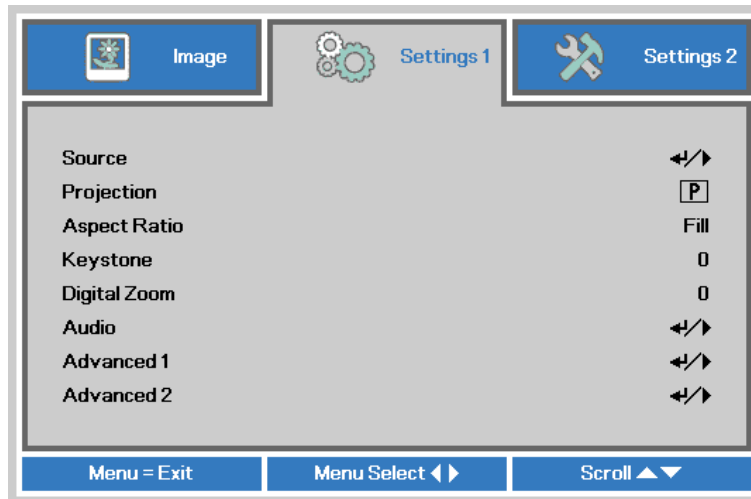 Image Settings 1 Settings 2
Source ↵/▶
Projection P
Aspect Ratio Fill
Keystone 0
Digital Zoom 0
Audio ↵/▶
Advanced 1 ↵/▶
Advanced 2 ↵/▶
Menu = Exit Menu Select ◀ ▶ Scroll ▲▼